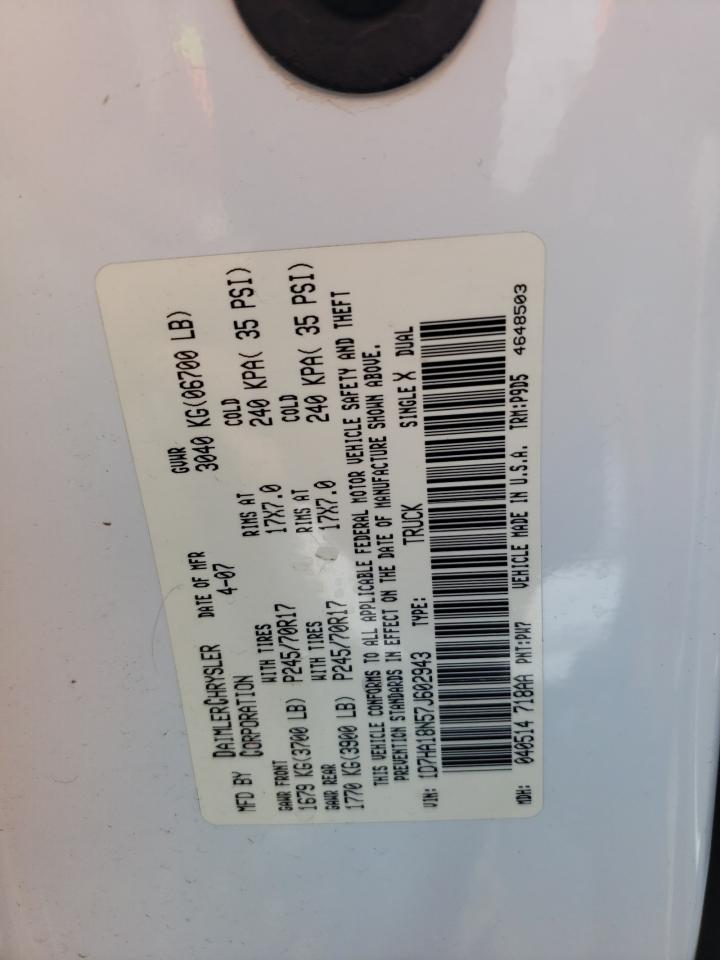 MFD BY DAIMLERCHRYSLER CORPORATION DATE OF MFR 4-07 GVWR 3040 KG(06700 LB)
GAWR FRONT WITH TIRES RIMS AT COLD
1679 KG(3700 LB) P245/70R17 17X7.0 240 KPA( 35 PSI)
GAWR REAR WITH TIRES RIMS AT COLD
1770 KG(3900 LB) P245/70R17 17X7.0 240 KPA( 35 PSI)
THIS VEHICLE CONFORMS TO ALL APPLICABLE FEDERAL MOTOR VEHICLE SAFETY AND THEFT
PREVENTION STANDARDS IN EFFECT ON THE DATE OF MANUFACTURE SHOWN ABOVE.
VIN: 1D7HA18N57J602943 TYPE: TRUCK SINGLE X DUAL
MDH: 040514 718AA PNT:PW7 VEHICLE MADE IN U.S.A. TRM:P9D5 4648503